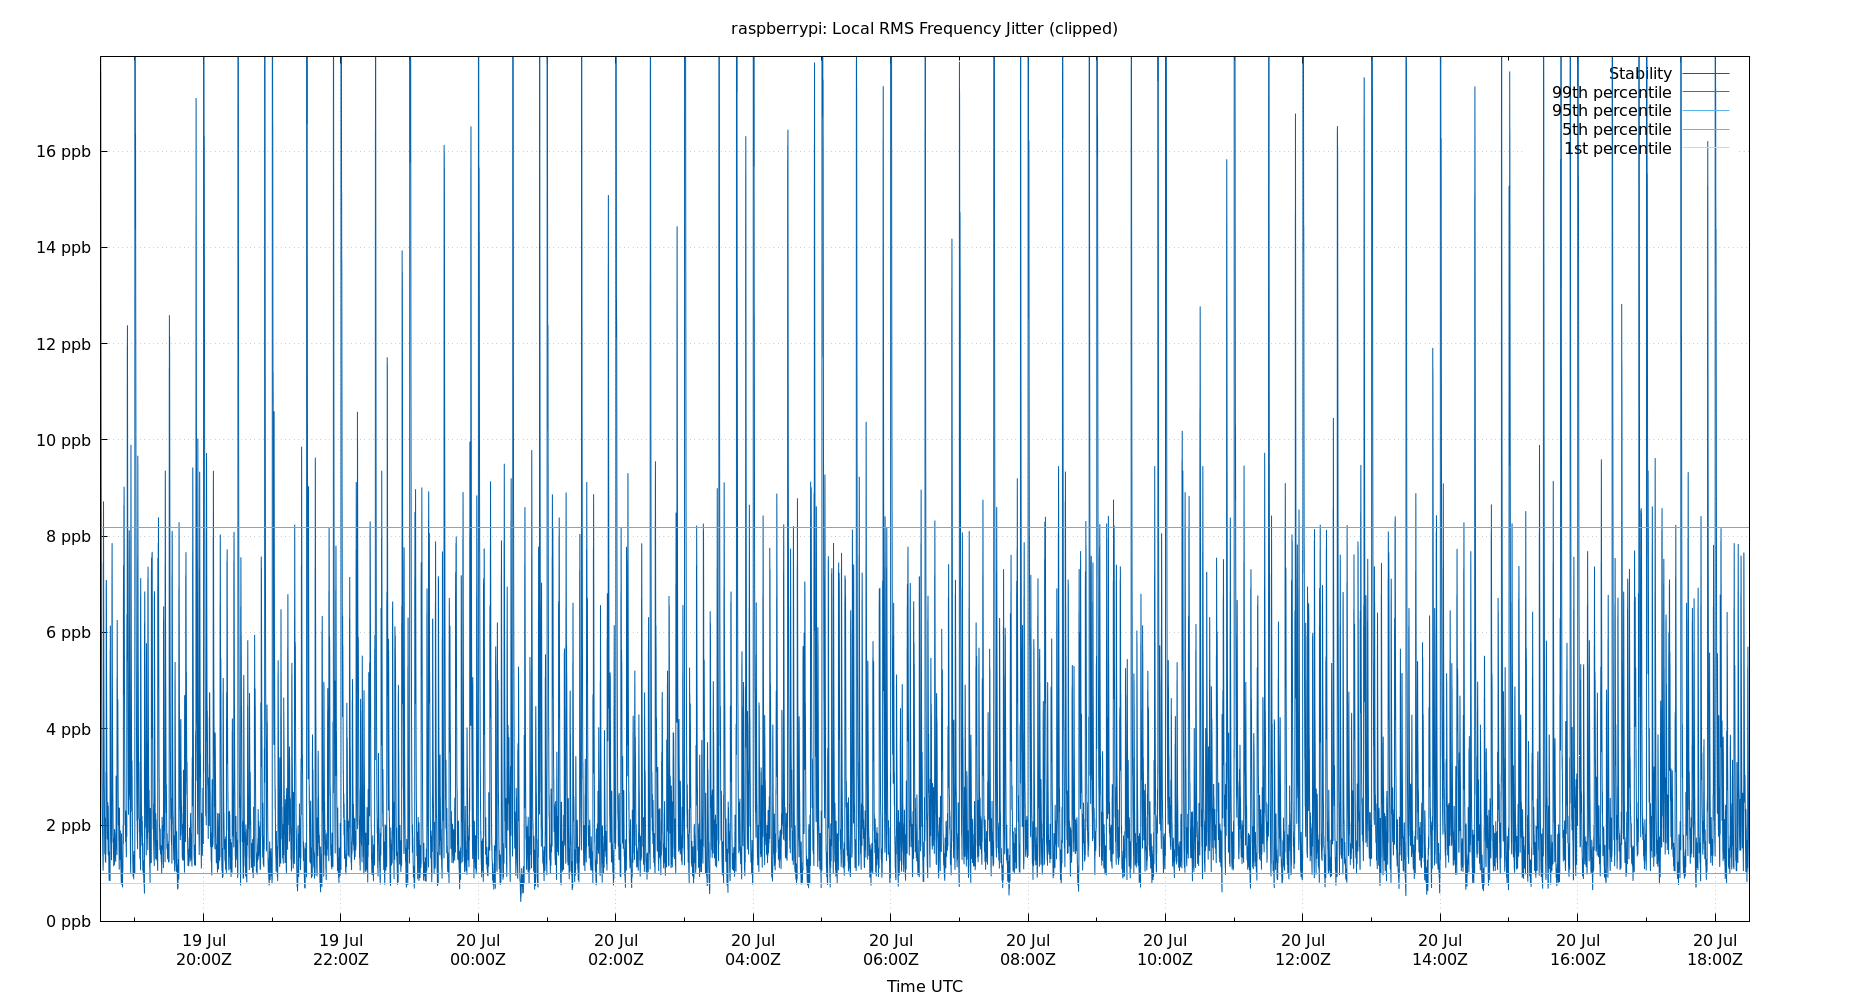 raspberrypi: Local RMS Frequency Jitter (clipped)
Stability
99th percentile
95th percentile
5th percentile
1st percentile
16 ppb
14 ppb
12 ppb
10 ppb
8 ppb
6 ppb
4 ppb
2 ppb
0 ppb
19 Jul 19 Jul 20 Jul 20 Jul 20 Jul 20 Jul 20 Jul 20 Jul 20 Jul 20 Jul 20 Jul 20 Jul
20:00Z 22:00Z 00:00Z 02:00Z 04:00Z 06:00Z 08:00Z 10:00Z 12:00Z 14:00Z 16:00Z 18:00Z
Time UTC